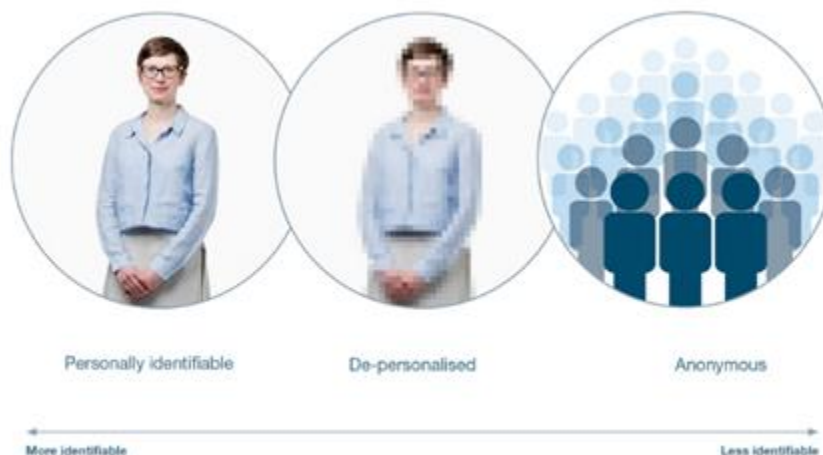 Personally identifiable
De-personalised
Anonymous
More identifiable
Less identifiable